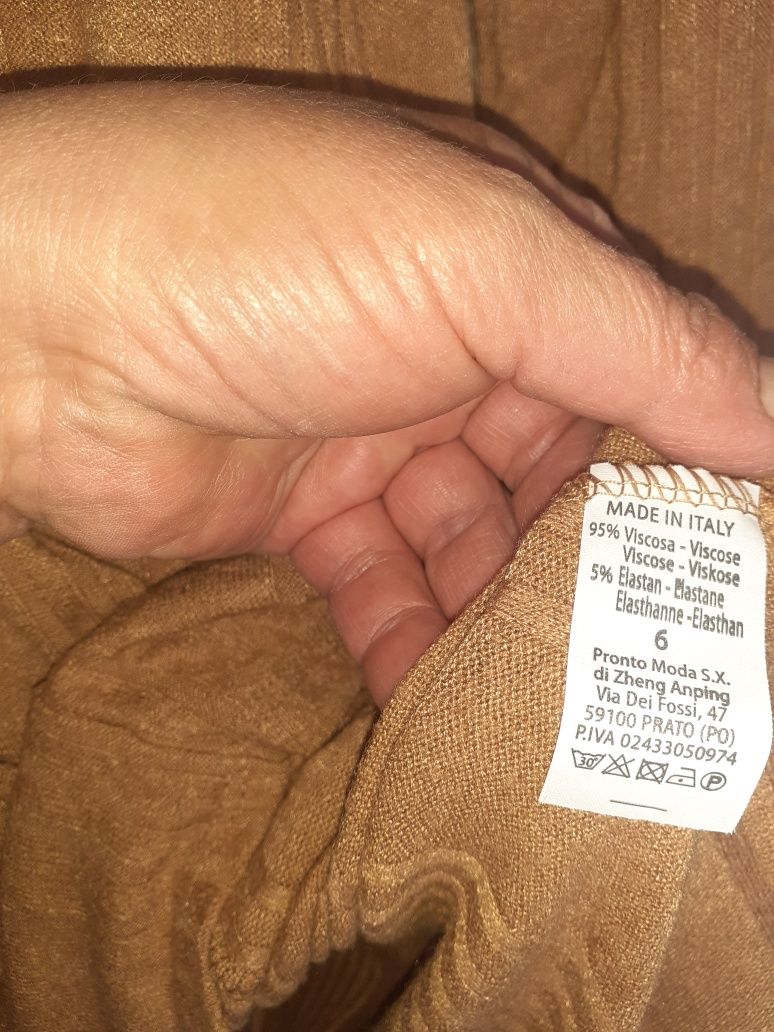 MADE IN ITALY
95% Viscosa - Viscose
Viscose - Viskose
5% Elastan - Elastane
Elasthanne -Elasthan
6
Pronto Moda S.X.
di Zheng Anping
Via Dei Fossi, 47
59100 PRATO (PO)
P.IVA 02433050974
30° P